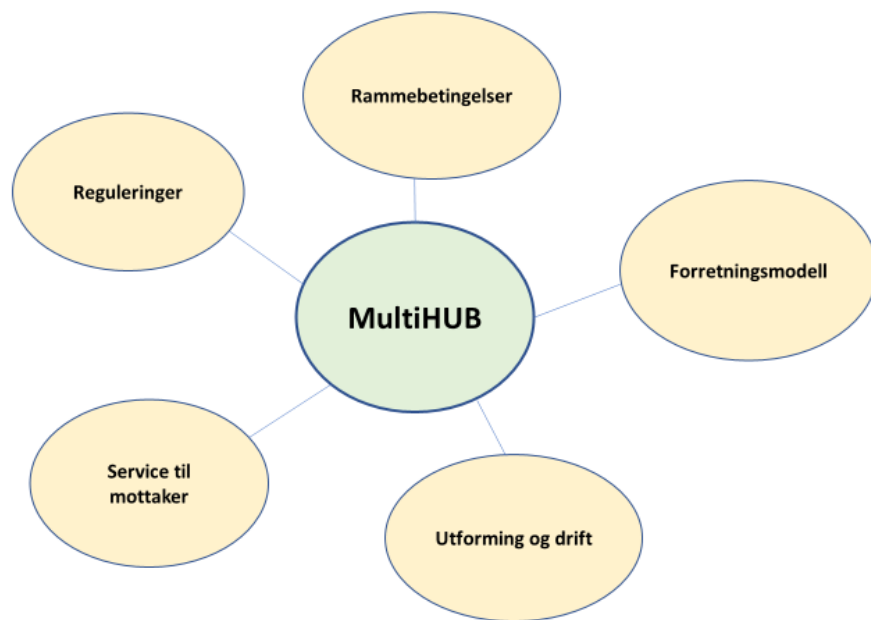 Rammebetingelser
Reguleringer
Forretningsmodell
MultiHUB
Service til
mottaker
Utforming og drift